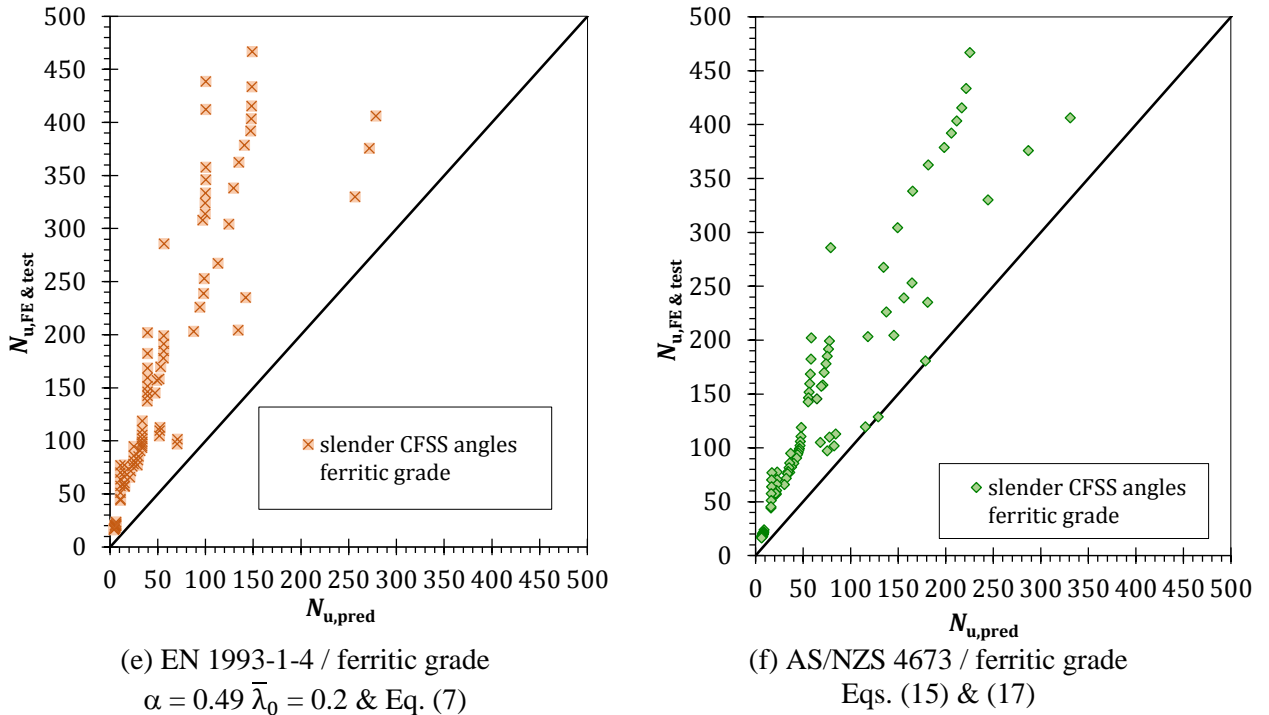 500
450
400
350
300
250
200
150
100
50
0
0 50 100 150 200 250 300 350 400 450 500
N_u,FE & test
N_u,pred
slender CFSS angles
ferritic grade
(e) EN 1993-1-4 / ferritic grade
α = 0.49 λ̅₀ = 0.2 & Eq. (7)
500
450
400
350
300
250
200
150
100
50
0
0 50 100 150 200 250 300 350 400 450 500
N_u,FE & test
N_u,pred
slender CFSS angles
ferritic grade
(f) AS/NZS 4673 / ferritic grade
Eqs. (15) & (17)